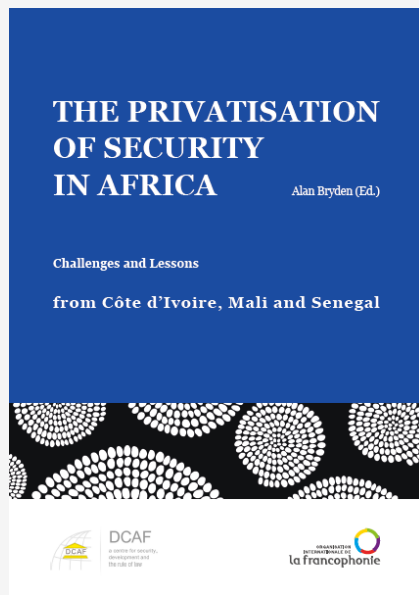 THE PRIVATISATION
OF SECURITY
IN AFRICA
Alan Bryden (Ed.)
Challenges and Lessons
from Côte d'Ivoire, Mali and Senegal
DCAF
DCAF
a centre for security,
development and
the rule of law
ORGANISATION
INTERNATIONALE DE
la francophonie